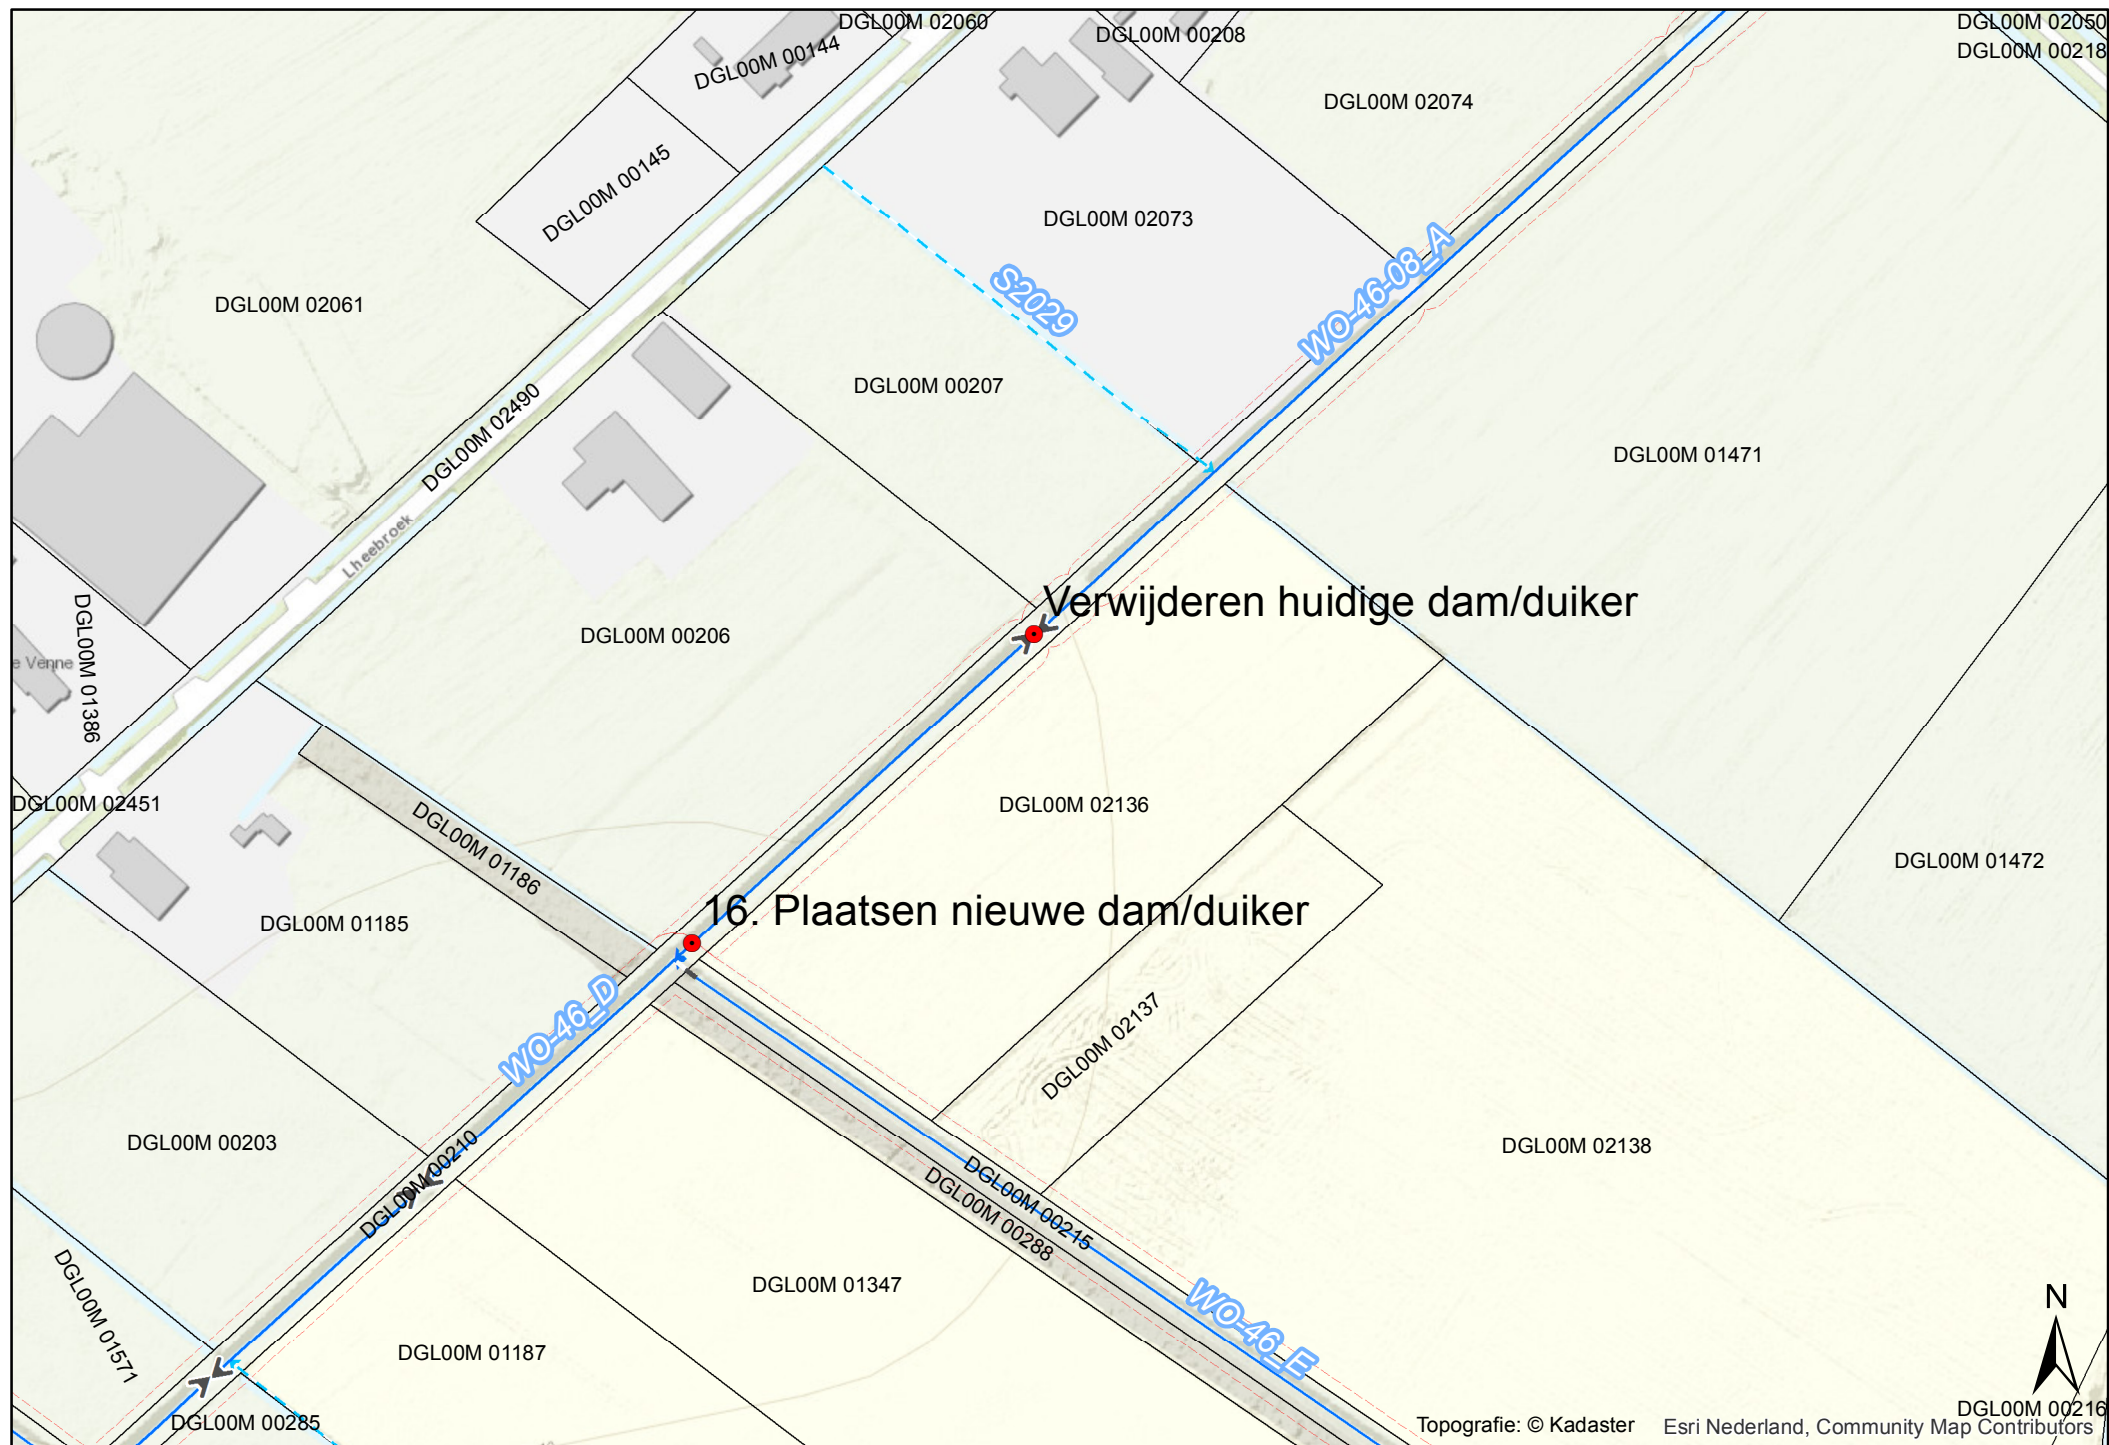 DGL00M 02060
DGL00M 00208
DGL00M 02050
DGL00M 00218
DGL00M 00144
DGL00M 02074
DGL00M 00145
DGL00M 02073
S2029
WO-46-08_A
DGL00M 02061
DGL00M 00207
DGL00M 02490
DGL00M 01471
Lheebroek
Verwijderen huidige dam/duiker
DGL00M 00206
e Venne
DGL00M 01386
DGL00M 02451
DGL00M 02136
DGL00M 01186
DGL00M 01472
16. Plaatsen nieuwe dam/duiker
DGL00M 01185
WO-46_D
DGL00M 02137
DGL00M 00203
DGL00M 00210
DGL00M 02138
DGL00M 00215
DGL00M 00288
DGL00M 01347
WO-46_E
N
DGL00M 01571
DGL00M 01187
DGL00M 00285
DGL00M 00216
Topografie: © Kadaster
Esri Nederland, Community Map Contributors